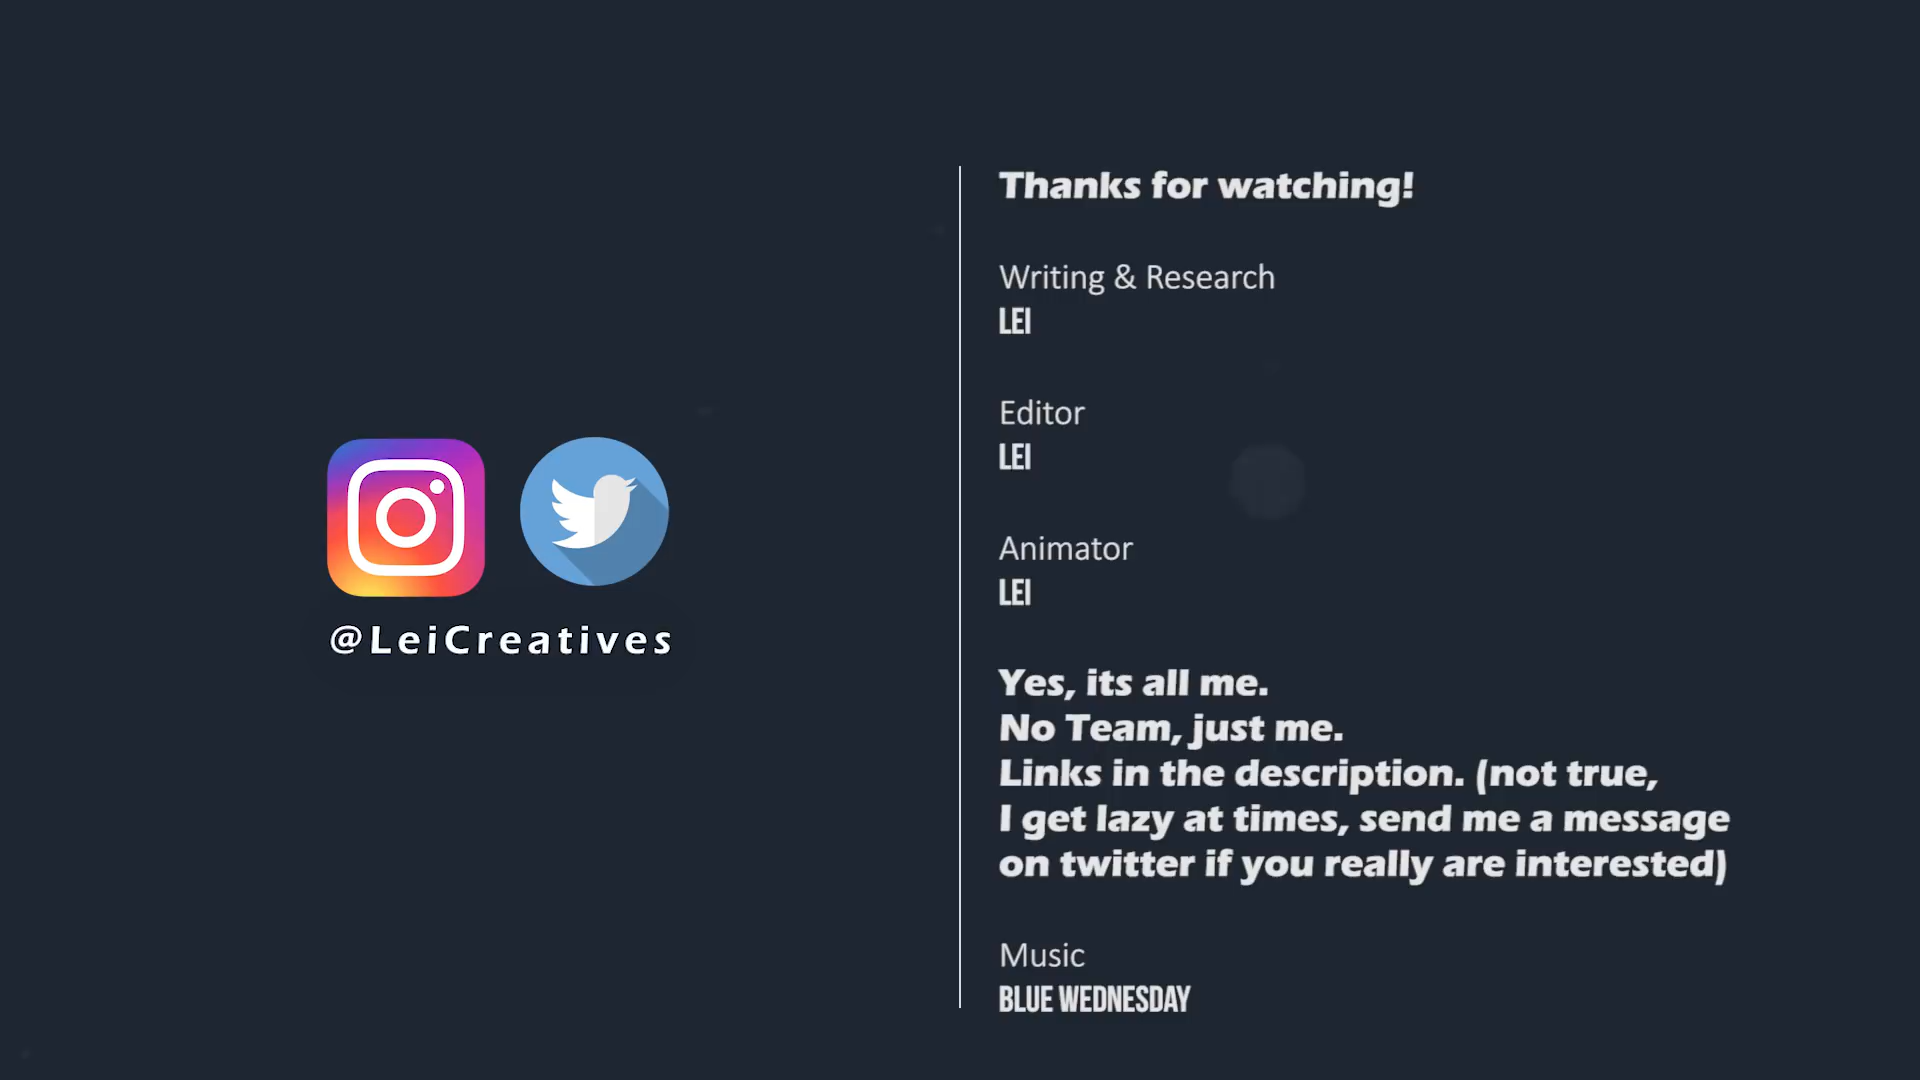 @LeiCreatives
Thanks for watching!
Writing & Research
LEI
Editor
LEI
Animator
LEI
Yes, its all me.
No Team, just me.
Links in the description. (not true,
I get lazy at times, send me a message
on twitter if you really are interested)
Music
BLUE WEDNESDAY